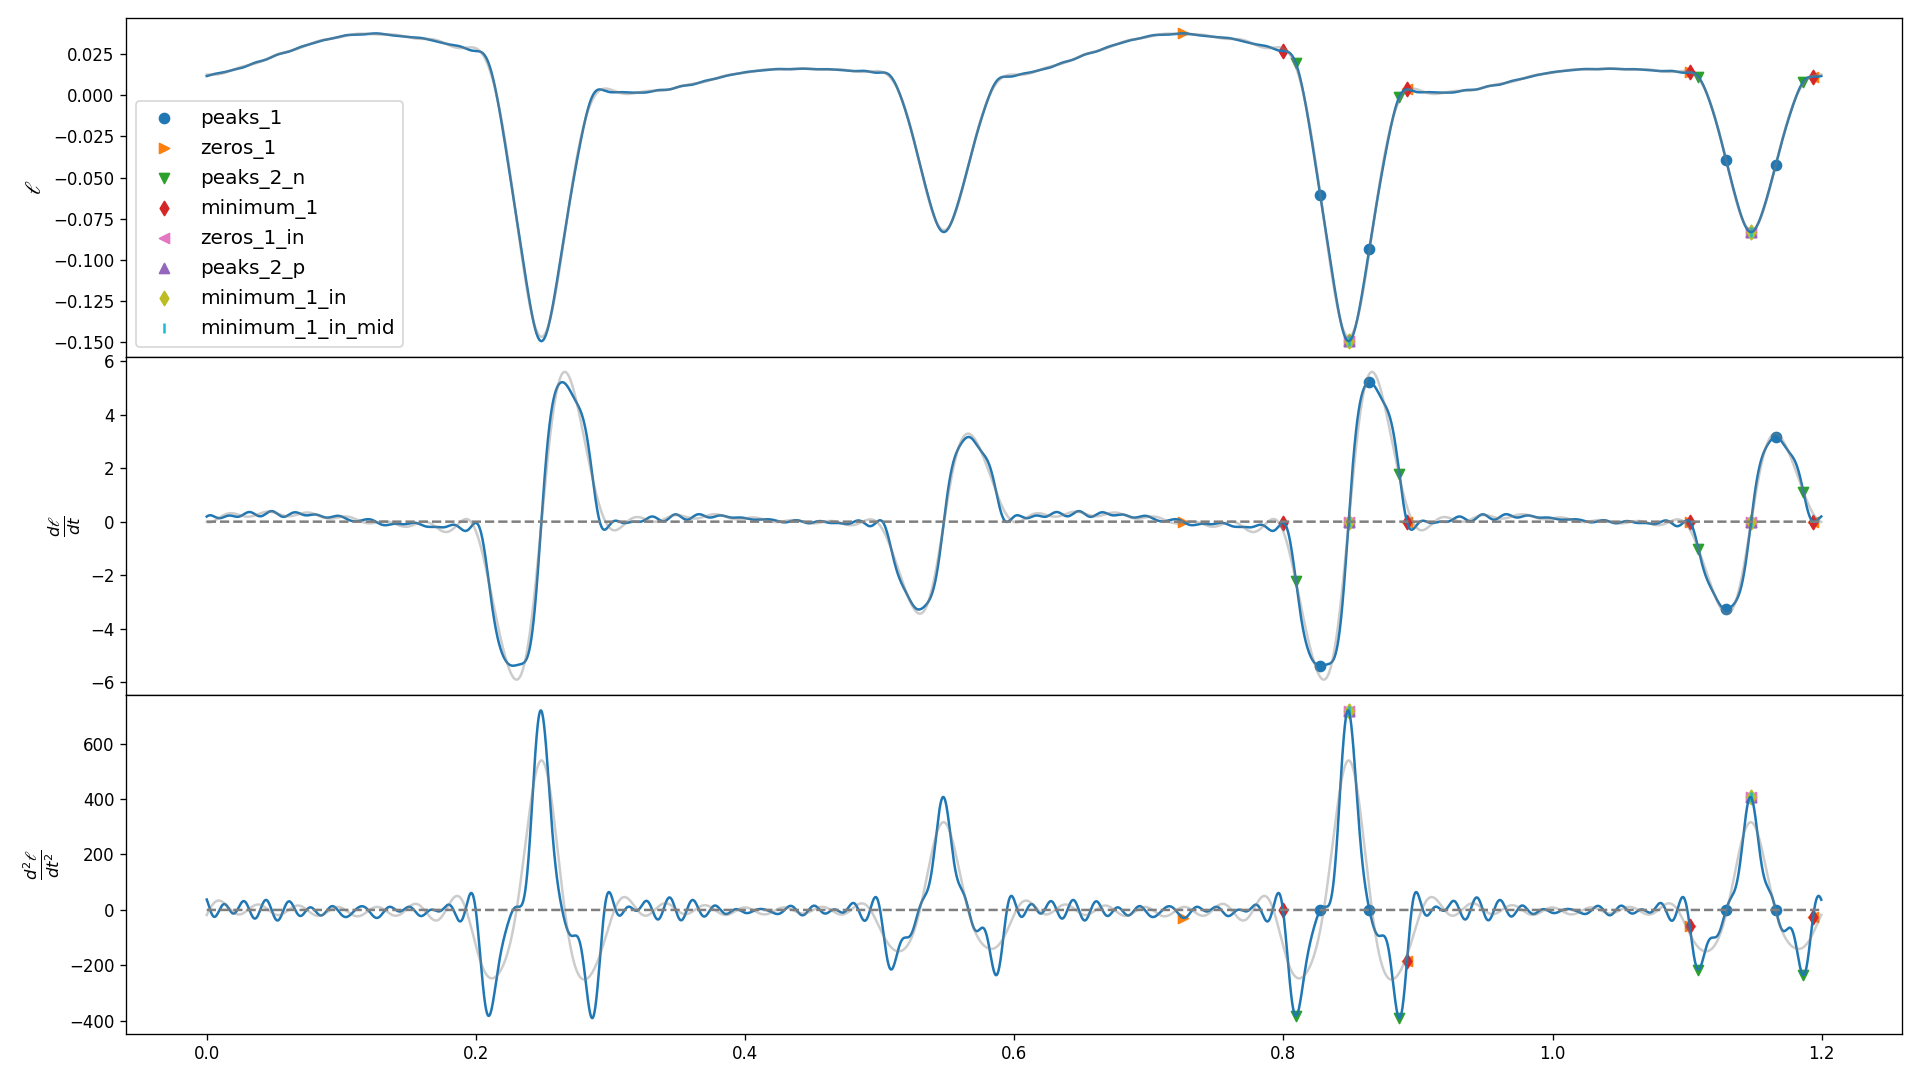 0.025
0.000
−0.025
−0.050
−0.075
−0.100
−0.125
−0.150
ℓ
peaks_1
zeros_1
peaks_2_n
minimum_1
zeros_1_in
peaks_2_p
minimum_1_in
minimum_1_in_mid
6
4
2
0
−2
−4
−6
dℓ
dt
600
400
200
0
−200
−400
d²ℓ
dt²
0.0 0.2 0.4 0.6 0.8 1.0 1.2